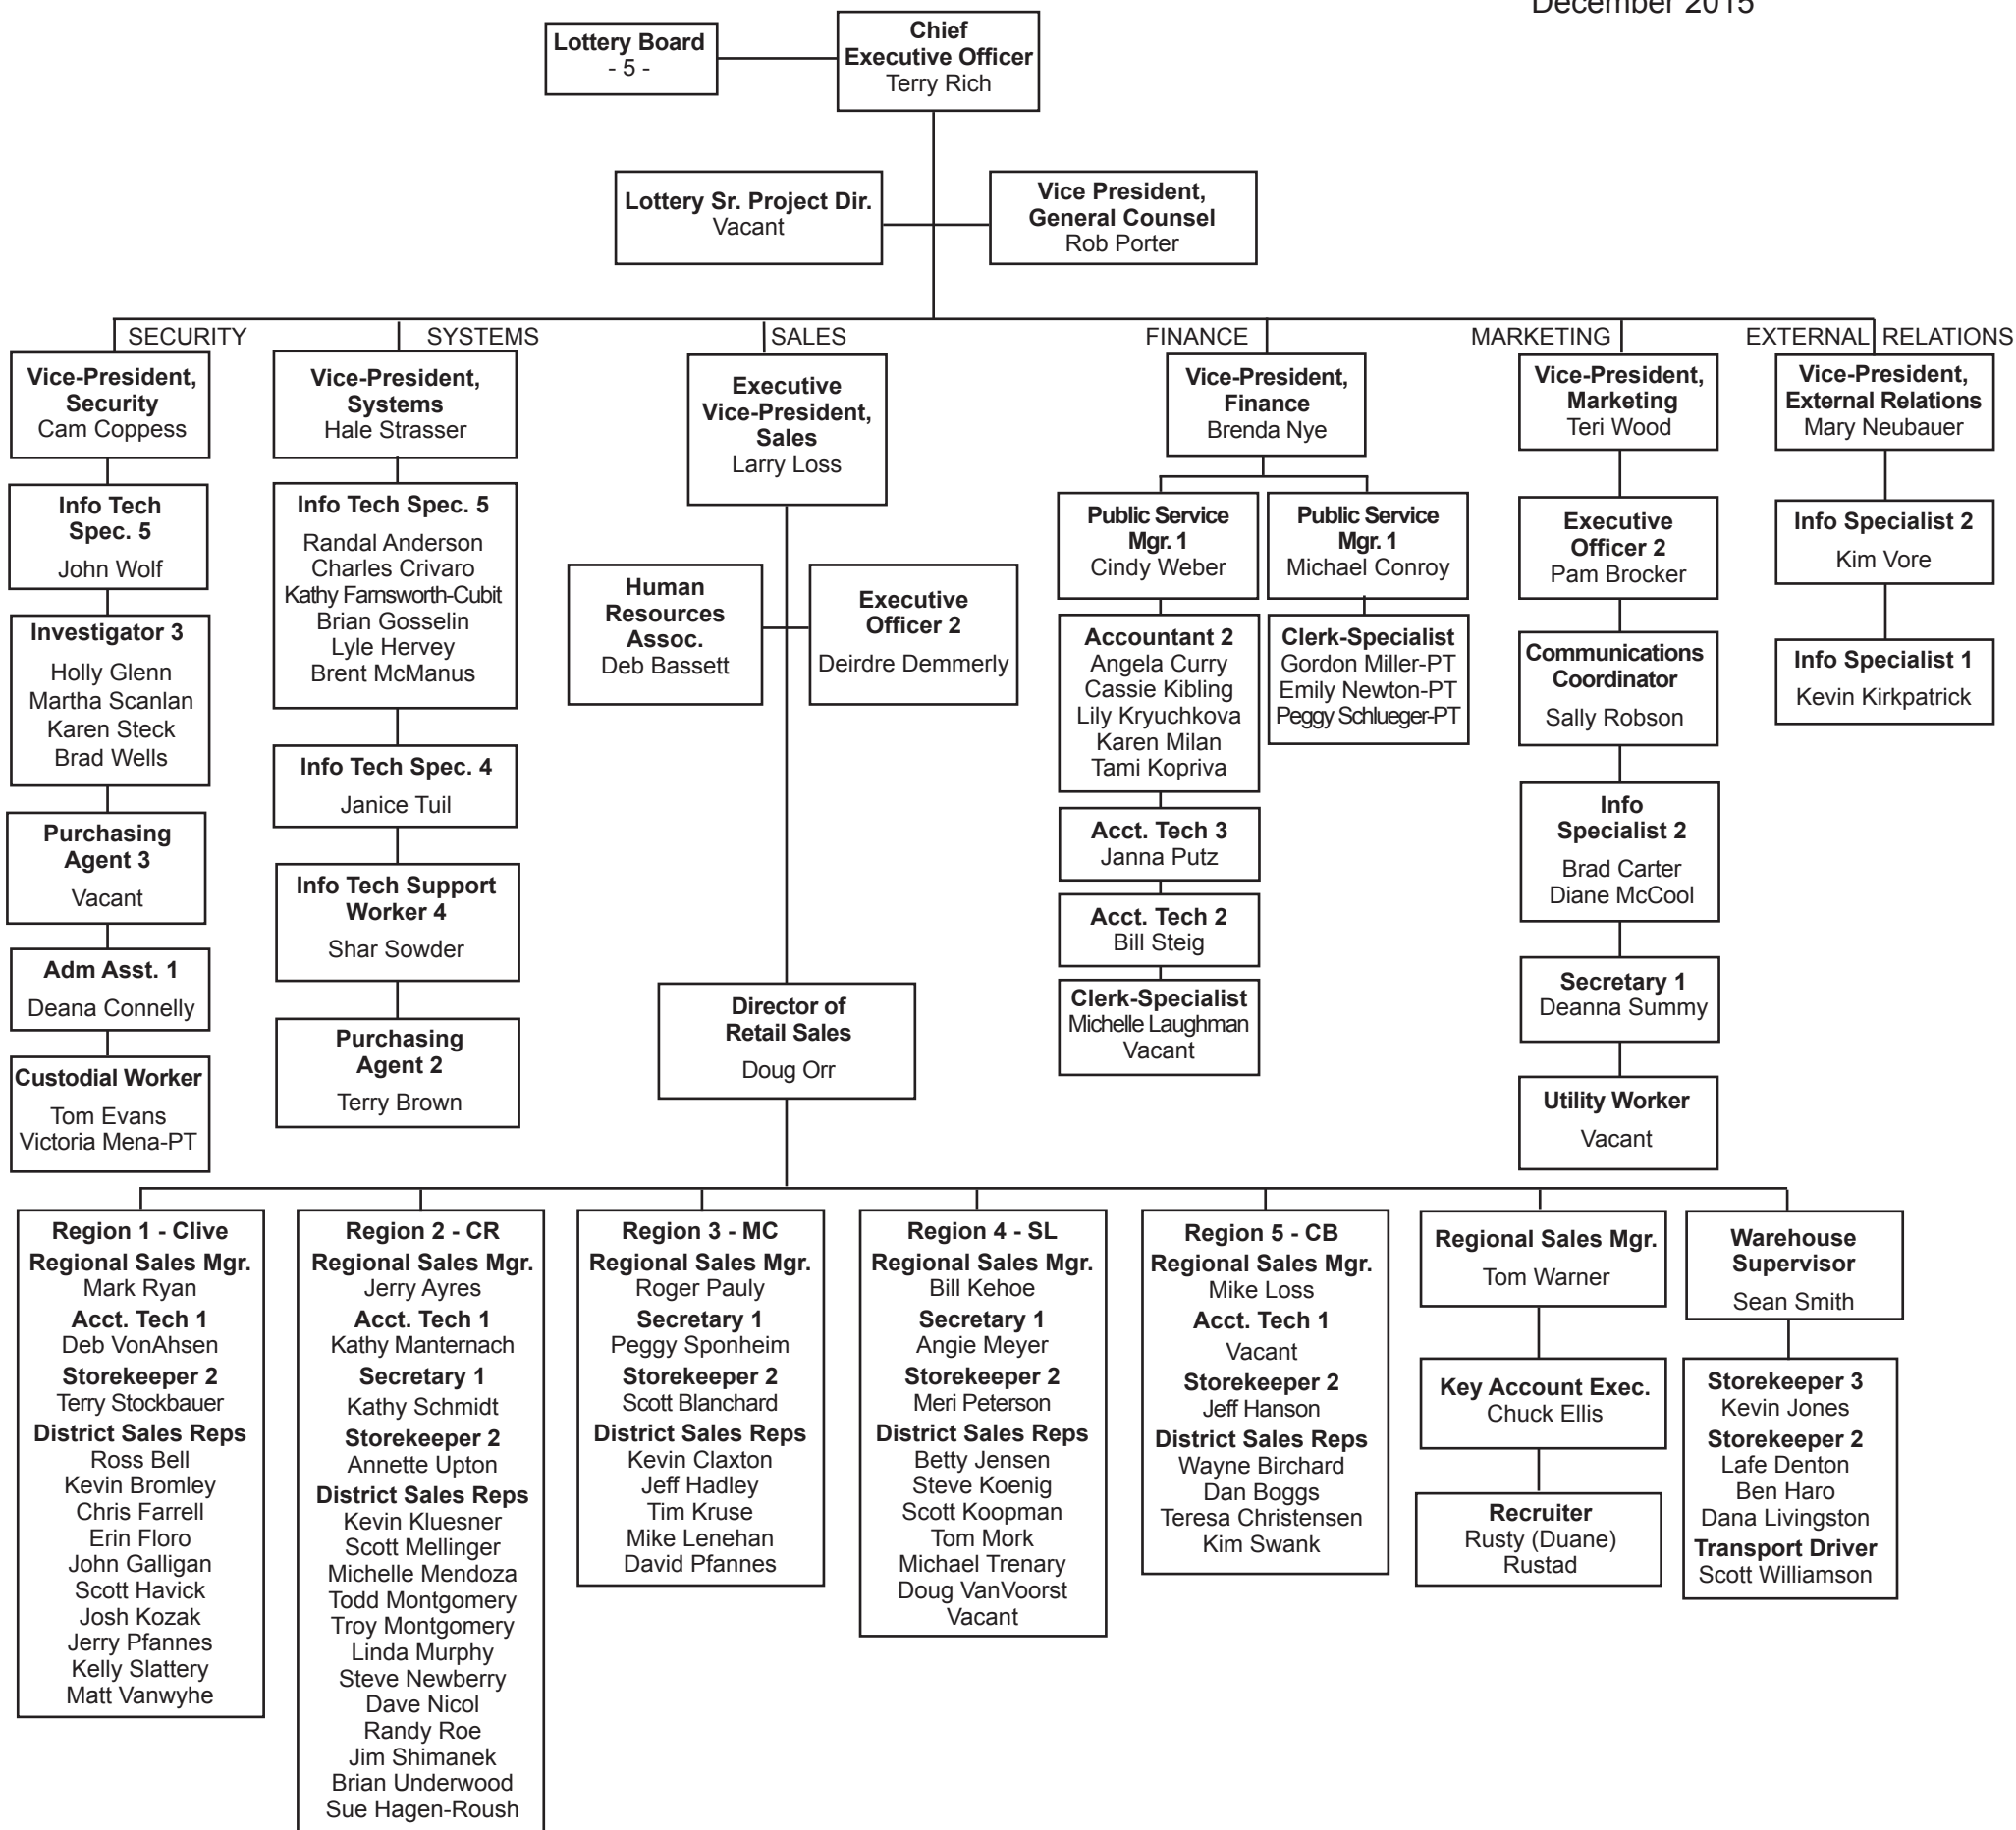 December 2015
Lottery Board
- 5 -
Chief
Executive Officer
Terry Rich
Lottery Sr. Project Dir.
Vacant
Vice President,
General Counsel
Rob Porter
SECURITY
SYSTEMS
SALES
FINANCE
MARKETING
EXTERNAL RELATIONS
Vice-President,
Security
Cam Coppess
Info Tech
Spec. 5
John Wolf
Investigator 3
Holly Glenn
Martha Scanlan
Karen Steck
Brad Wells
Purchasing
Agent 3
Vacant
Adm Asst. 1
Deana Connelly
Custodial Worker
Tom Evans
Victoria Mena-PT
Vice-President,
Systems
Hale Strasser
Info Tech Spec. 5
Randal Anderson
Charles Crivaro
Kathy Farnsworth-Cubit
Brian Gosselin
Lyle Hervey
Brent McManus
Info Tech Spec. 4
Janice Tuil
Info Tech Support
Worker 4
Shar Sowder
Purchasing
Agent 2
Terry Brown
Executive
Vice-President,
Sales
Larry Loss
Human
Resources
Assoc.
Deb Bassett
Executive
Officer 2
Deirdre Demmerly
Director of
Retail Sales
Doug Orr
Vice-President,
Finance
Brenda Nye
Public Service
Mgr. 1
Cindy Weber
Accountant 2
Angela Curry
Cassie Kibling
Lily Kryuchkova
Karen Milan
Tami Kopriva
Acct. Tech 3
Janna Putz
Acct. Tech 2
Bill Steig
Clerk-Specialist
Michelle Laughman
Vacant
Public Service
Mgr. 1
Michael Conroy
Clerk-Specialist
Gordon Miller-PT
Emily Newton-PT
Peggy Schlueger-PT
Vice-President,
Marketing
Teri Wood
Executive
Officer 2
Pam Brocker
Communications
Coordinator
Sally Robson
Info
Specialist 2
Brad Carter
Diane McCool
Secretary 1
Deanna Summy
Utility Worker
Vacant
Vice-President,
External Relations
Mary Neubauer
Info Specialist 2
Kim Vore
Info Specialist 1
Kevin Kirkpatrick
Region 1 - Clive
Regional Sales Mgr.
Mark Ryan
Acct. Tech 1
Deb VonAhsen
Storekeeper 2
Terry Stockbauer
District Sales Reps
Ross Bell
Kevin Bromley
Chris Farrell
Erin Floro
John Galligan
Scott Havick
Josh Kozak
Jerry Pfannes
Kelly Slattery
Matt Vanwyhe
Region 2 - CR
Regional Sales Mgr.
Jerry Ayres
Acct. Tech 1
Kathy Manternach
Secretary 1
Kathy Schmidt
Storekeeper 2
Annette Upton
District Sales Reps
Kevin Kluesner
Scott Mellinger
Michelle Mendoza
Todd Montgomery
Troy Montgomery
Linda Murphy
Steve Newberry
Dave Nicol
Randy Roe
Jim Shimanek
Brian Underwood
Sue Hagen-Roush
Region 3 - MC
Regional Sales Mgr.
Roger Pauly
Secretary 1
Peggy Sponheim
Storekeeper 2
Scott Blanchard
District Sales Reps
Kevin Claxton
Jeff Hadley
Tim Kruse
Mike Lenehan
David Pfannes
Region 4 - SL
Regional Sales Mgr.
Bill Kehoe
Secretary 1
Angie Meyer
Storekeeper 2
Meri Peterson
District Sales Reps
Betty Jensen
Steve Koenig
Scott Koopman
Tom Mork
Michael Trenary
Doug VanVoorst
Vacant
Region 5 - CB
Regional Sales Mgr.
Mike Loss
Acct. Tech 1
Vacant
Storekeeper 2
Jeff Hanson
District Sales Reps
Wayne Birchard
Dan Boggs
Teresa Christensen
Kim Swank
Regional Sales Mgr.
Tom Warner
Key Account Exec.
Chuck Ellis
Recruiter
Rusty (Duane)
Rustad
Warehouse
Supervisor
Sean Smith
Storekeeper 3
Kevin Jones
Storekeeper 2
Lafe Denton
Ben Haro
Dana Livingston
Transport Driver
Scott Williamson